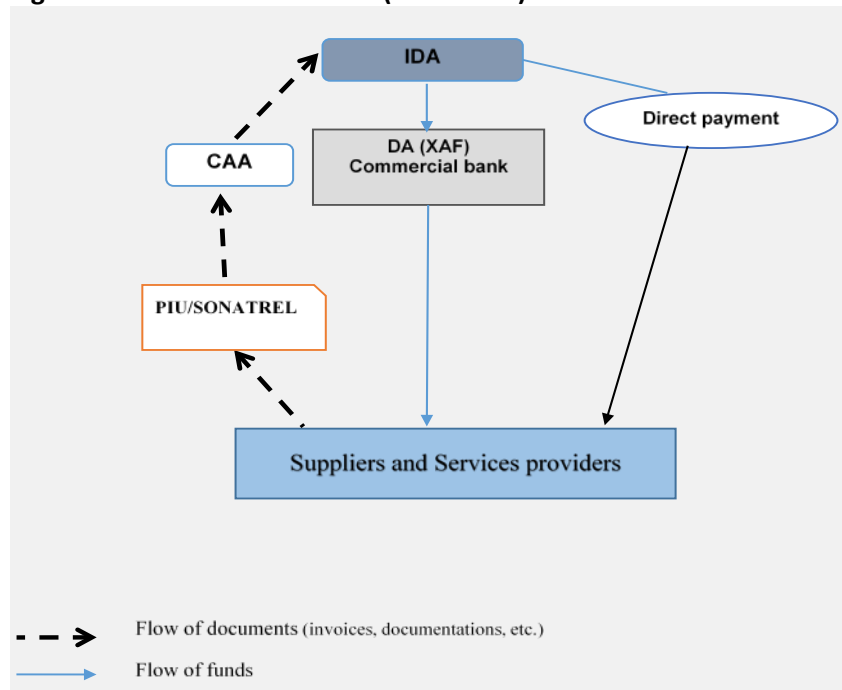 IDA
Direct payment
DA (XAF)
Commercial bank
CAA
PIU/SONATREL
Suppliers and Services providers
Flow of documents (invoices, documentations, etc.)
Flow of funds